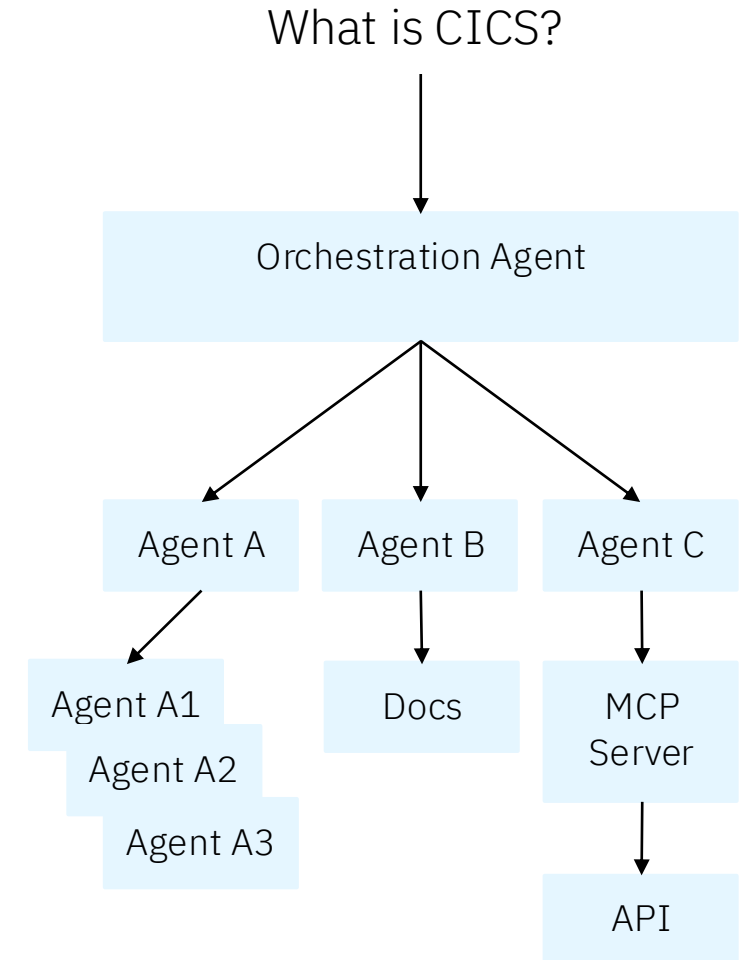 What is CICS?
Orchestration Agent
Agent A
Agent B
Agent C
Agent A1
Agent A2
Agent A3
Docs
MCP
Server
API